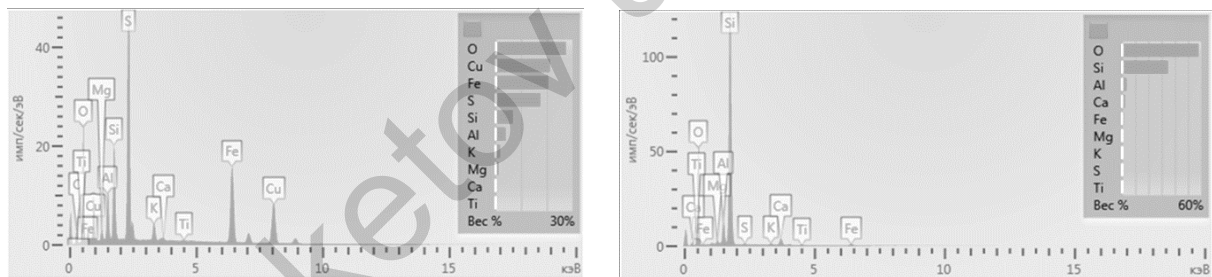 S
40
Mg
O
Si
20
Ti
Fe
Al
C
Cu
Ca
Cu
K
Ti
Fe
0
0
5
10
15
кэВ
имп/сек/эВ
O
Cu
Fe
S
Si
Al
K
Mg
Ca
Ti
Вес %
30%
Si
100
O
50
Ti
Al
Mg
C
Ca
Fe
S
K
Ti
Fe
0
0
5
10
15
кэВ
имп/сек/эВ
O
Si
Al
Ca
Fe
Mg
K
S
Ti
Вес %
60%